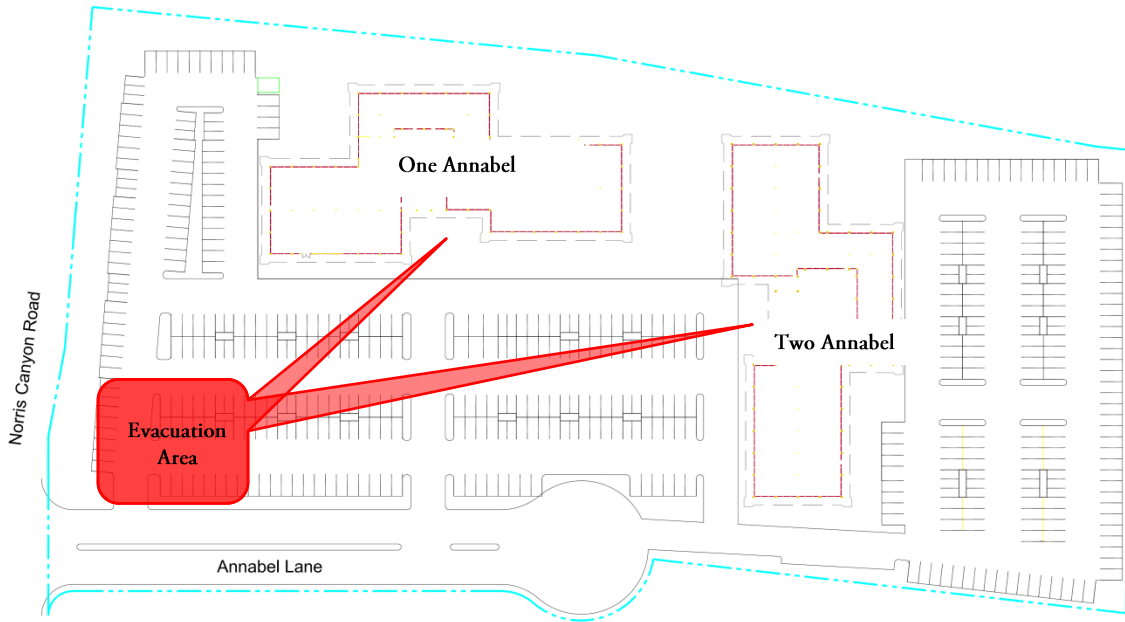 One Annabel
Two Annabel
Norris Canyon Road
Evacuation
Area
Annabel Lane